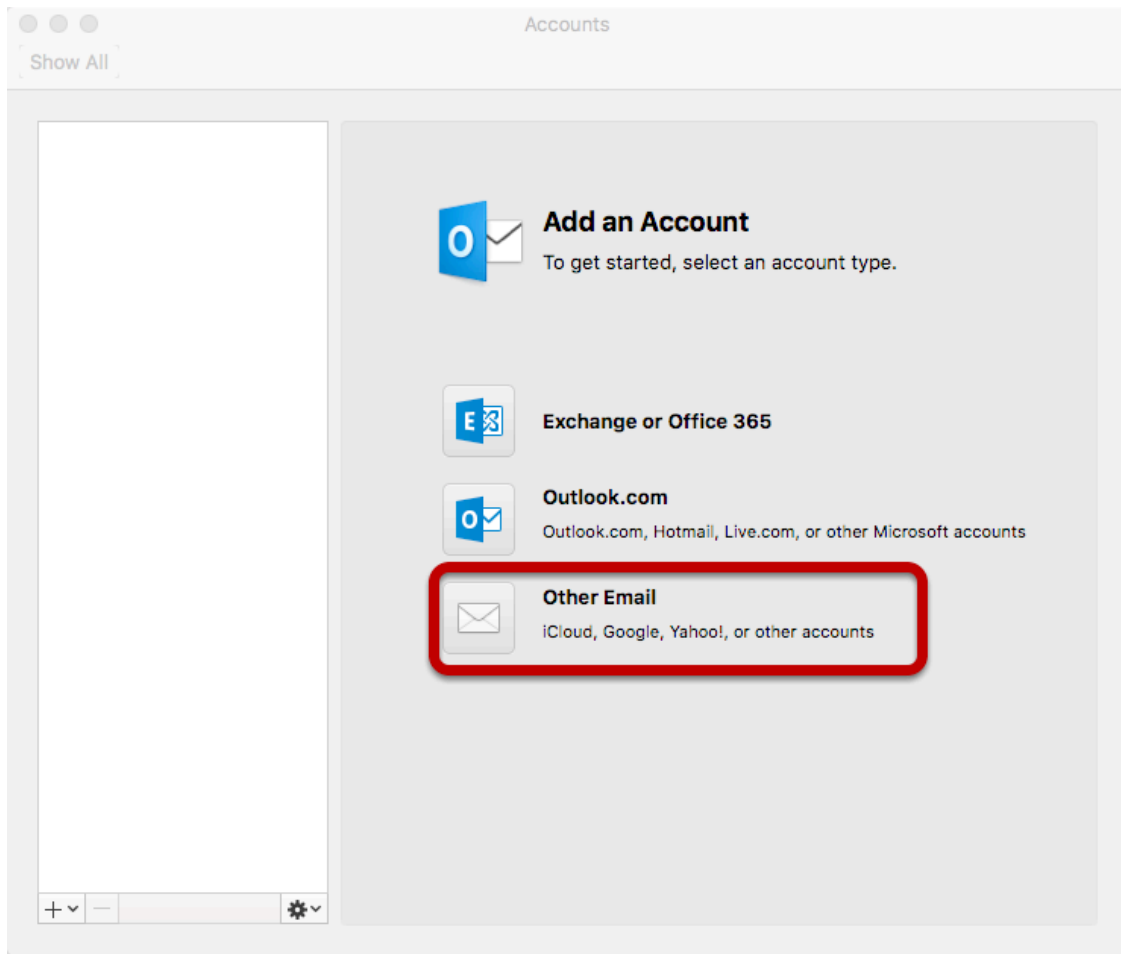 Accounts
Show All
Add an Account
To get started, select an account type.
Exchange or Office 365
Outlook.com
Outlook.com, Hotmail, Live.com, or other Microsoft accounts
Other Email
iCloud, Google, Yahoo!, or other accounts